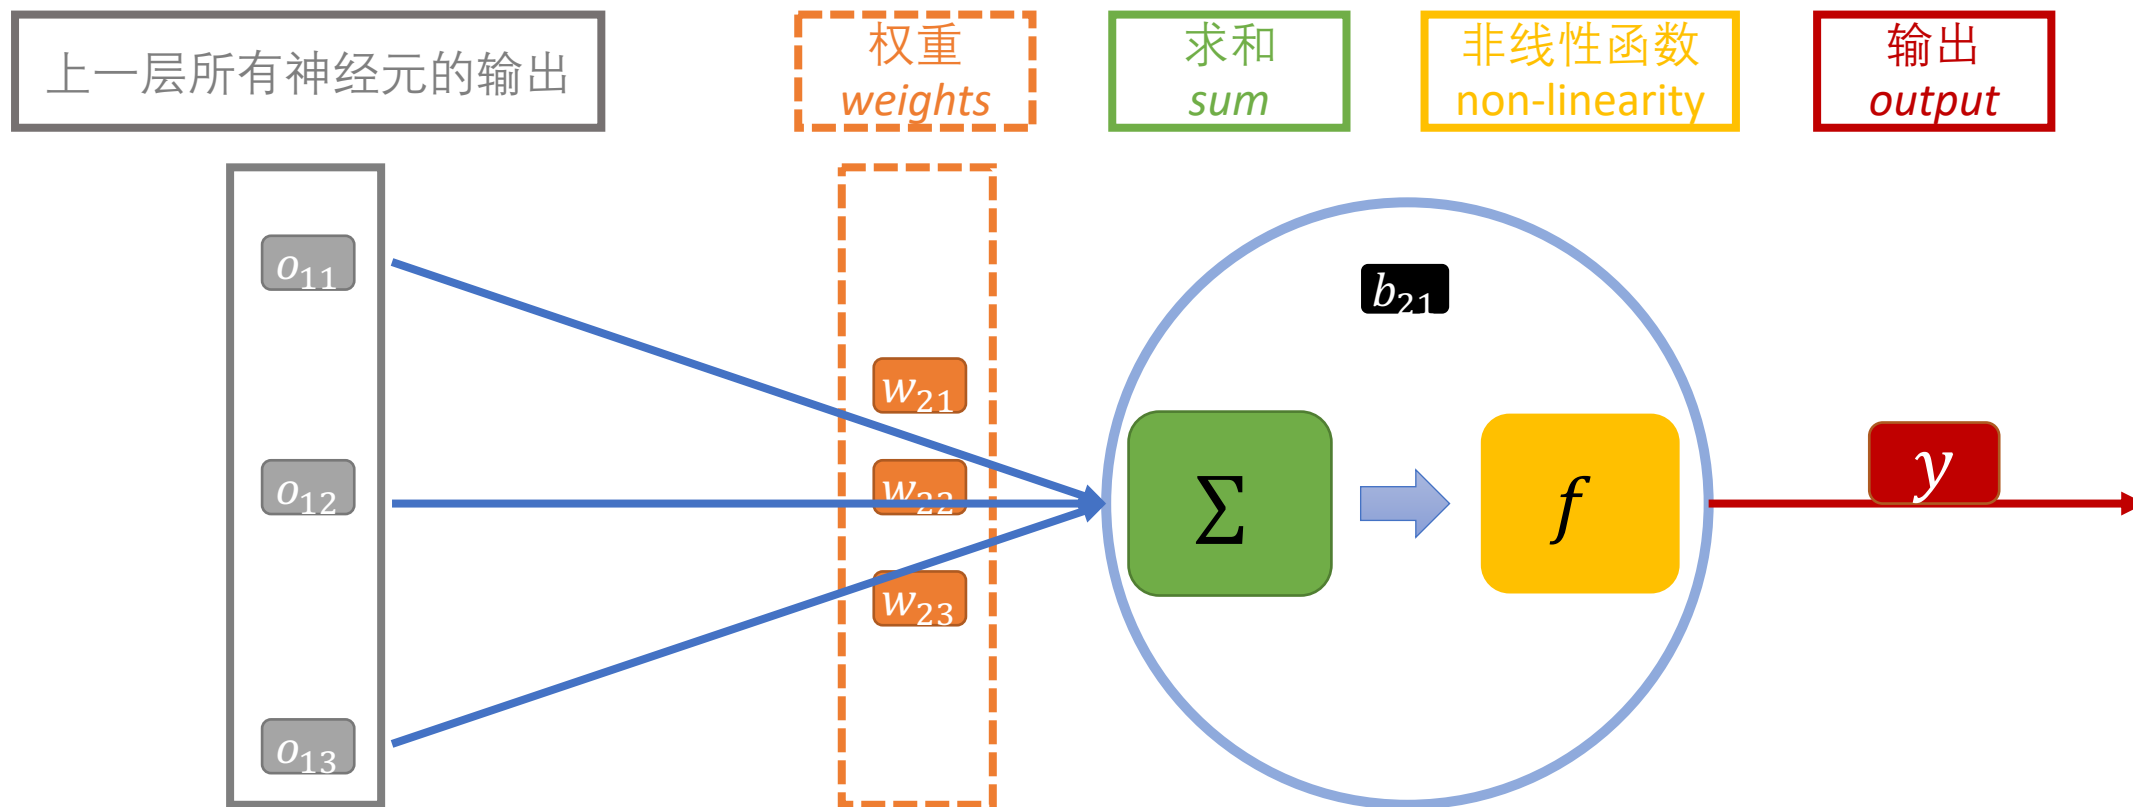 上一层所有神经元的输出
权重
weights
求和
sum
非线性函数
non-linearity
输出
output
o₁₁
o₁₂
o₁₃
w₂₁
w₂₂
w₂₃
b₂₁
∑
f
y